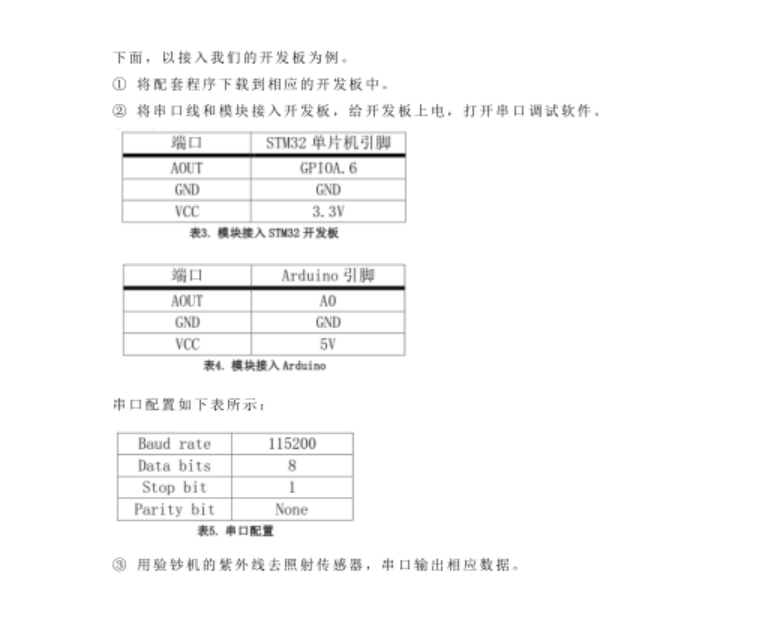 下面，以接入我们的开发板为例。
① 将配套程序下载到相应的开发板中。
② 将串口线和模块接入开发板，给开发板上电，打开串口调试软件。
端口 STM32 单片机引脚
AOUT GPIOA.6
GND GND
VCC 3.3V
表3. 模块接入 STM32 开发板
端口 Arduino 引脚
AOUT A0
GND GND
VCC 5V
表4. 模块接入 Arduino
串口配置如下表所示：
Baud rate 115200
Data bits 8
Stop bit 1
Parity bit None
表5. 串口配置
③ 用验钞机的紫外线去照射传感器，串口输出相应数据。